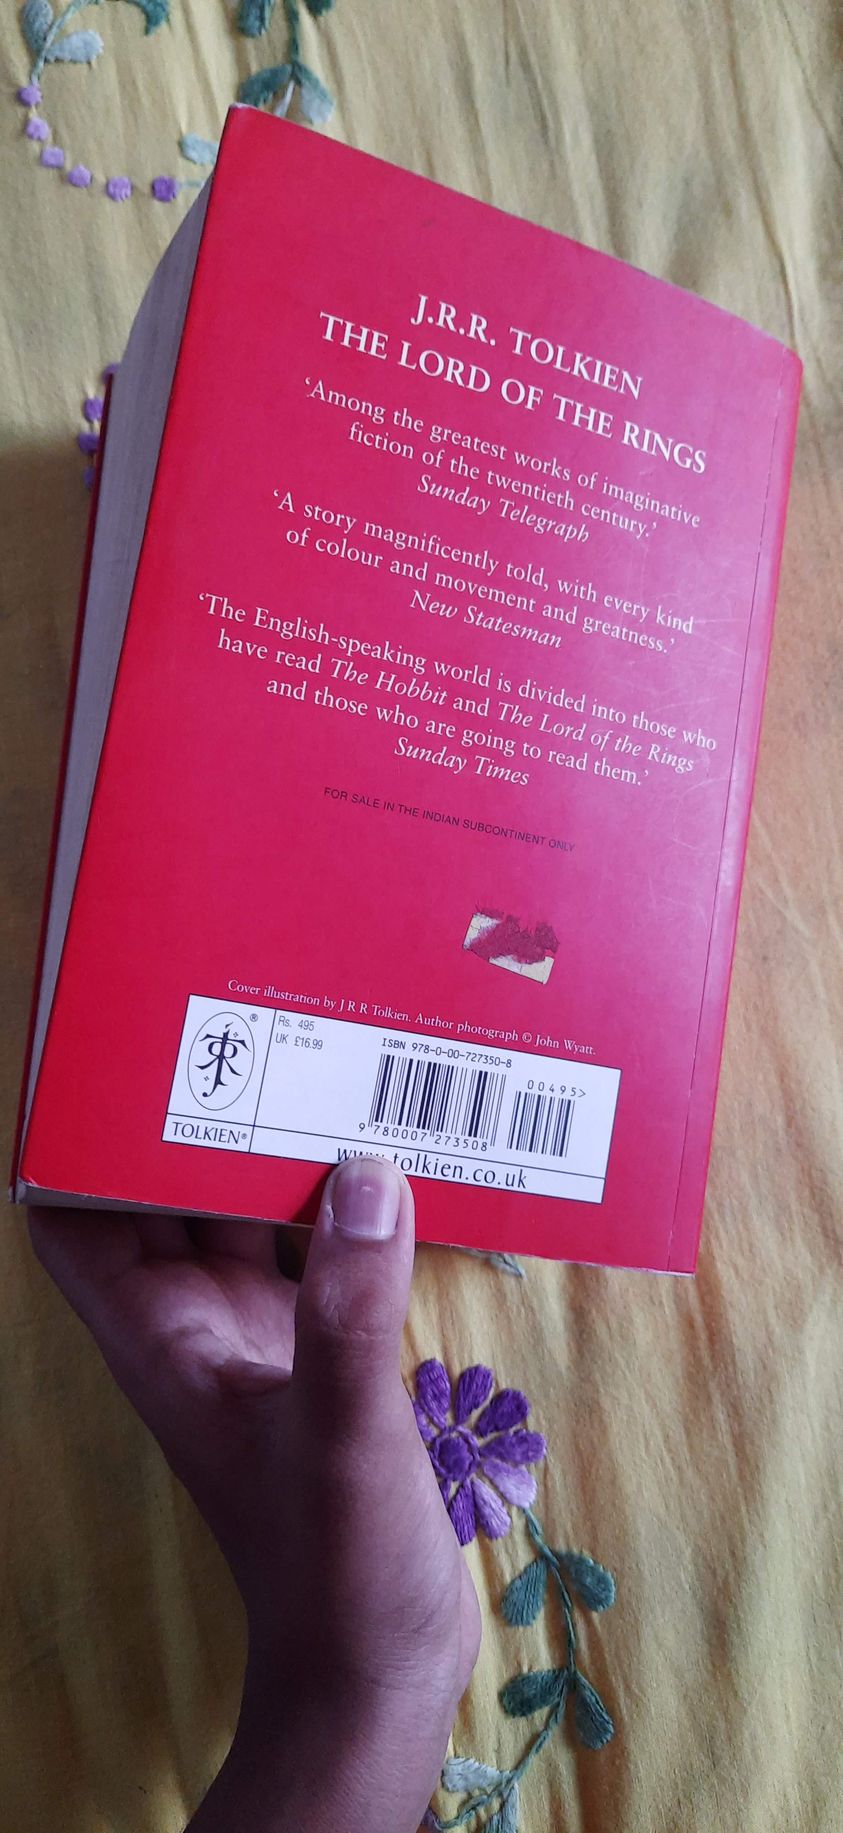 J.R.R. TOLKIEN
THE LORD OF THE RINGS
‘Among the greatest works of imaginative
fiction of the twentieth century.’
Sunday Telegraph
‘A story magnificently told, with every kind
of colour and movement and greatness.’
New Statesman
‘The English-speaking world is divided into those who
have read The Hobbit and The Lord of the Rings
and those who are going to read them.’
Sunday Times
FOR SALE IN THE INDIAN SUBCONTINENT ONLY
Cover illustration by J R R Tolkien. Author photograph © John Wyatt.
®
TOLKIEN®
Rs. 495
UK £16.99
ISBN 978-0-00-727350-8
00495>
9 780007 273508
www.tolkien.co.uk